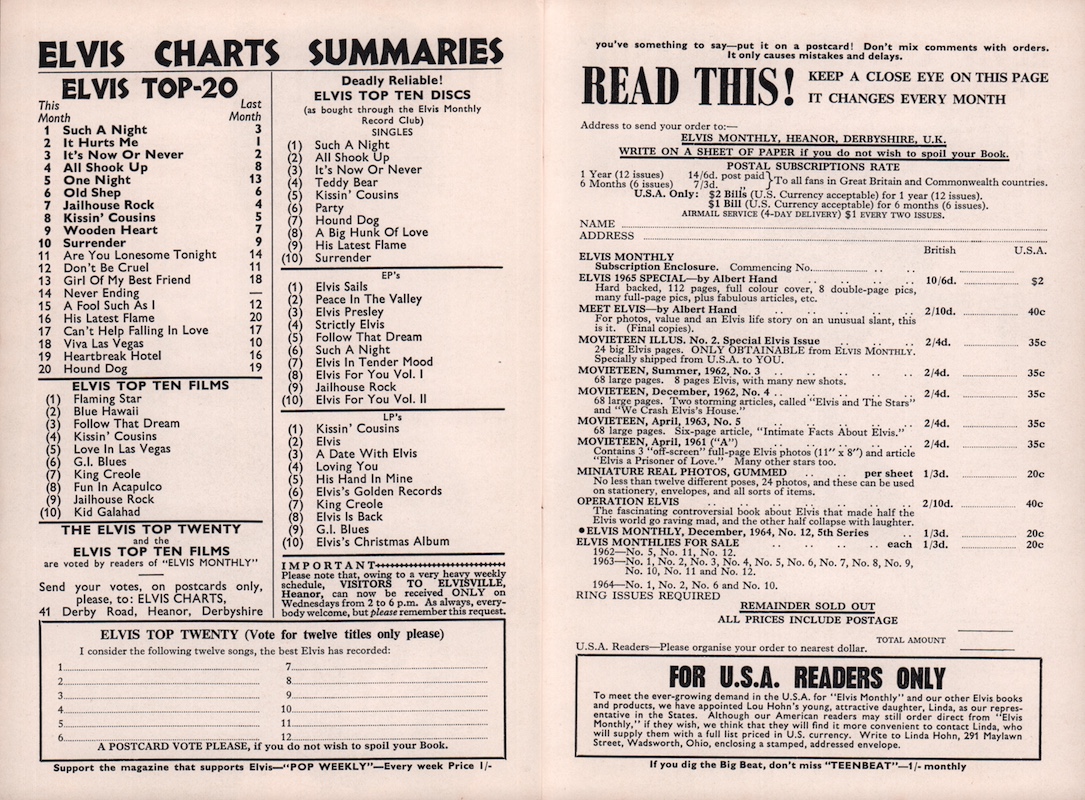 ELVIS CHARTS SUMMARIES
ELVIS TOP-20
This Month Last Month
1 Such A Night 3
2 It Hurts Me 1
3 It's Now Or Never 2
4 All Shook Up 8
5 One Night 13
6 Old Shep 6
7 Jailhouse Rock 4
8 Kissin' Cousins 5
9 Wooden Heart 7
10 Surrender 9
11 Are You Lonesome Tonight 14
12 Don't Be Cruel 11
13 Girl Of My Best Friend 18
14 Never Ending —
15 A Fool Such As I 12
16 His Latest Flame 20
17 Can't Help Falling In Love 17
18 Viva Las Vegas 10
19 Heartbreak Hotel 16
20 Hound Dog 19
ELVIS TOP TEN FILMS
(1) Flaming Star
(2) Blue Hawaii
(3) Follow That Dream
(4) Kissin' Cousins
(5) Love In Las Vegas
(6) G.I. Blues
(7) King Creole
(8) Fun In Acapulco
(9) Jailhouse Rock
(10) Kid Galahad
THE ELVIS TOP TWENTY
and the
ELVIS TOP TEN FILMS
are voted by readers of "ELVIS MONTHLY"
Send your votes, on postcards only,
please, to: ELVIS CHARTS,
41 Derby Road, Heanor, Derbyshire
Deadly Reliable!
ELVIS TOP TEN DISCS
(as bought through the Elvis Monthly
Record Club)
SINGLES
(1) Such A Night
(2) All Shook Up
(3) It's Now Or Never
(4) Teddy Bear
(5) Kissin' Cousins
(6) Party
(7) Hound Dog
(8) A Big Hunk Of Love
(9) His Latest Flame
(10) Surrender
EP's
(1) Elvis Sails
(2) Peace In The Valley
(3) Elvis Presley
(4) Strictly Elvis
(5) Follow That Dream
(6) Such A Night
(7) Elvis In Tender Mood
(8) Elvis For You Vol. I
(9) Jailhouse Rock
(10) Elvis For You Vol. II
LP's
(1) Kissin' Cousins
(2) Elvis
(3) A Date With Elvis
(4) Loving You
(5) His Hand In Mine
(6) Elvis's Golden Records
(7) King Creole
(8) Elvis Is Back
(9) G.I. Blues
(10) Elvis's Christmas Album
IMPORTANT
Please note that, owing to a very heavy weekly
schedule, VISITORS TO ELVISVILLE,
Heanor, can now be received ONLY on
Wednesdays from 2 to 6 p.m. As always, every-
body welcome, but please remember this request.
ELVIS TOP TWENTY (Vote for twelve titles only please)
I consider the following twelve songs, the best Elvis has recorded:
1 7
2 8
3 9
4 10
5 11
6 12
A POSTCARD VOTE PLEASE, if you do not wish to spoil your Book.
Support the magazine that supports Elvis—"POP WEEKLY"—Every week Price 1/-
you've something to say—put it on a postcard! Don't mix comments with orders.
It only causes mistakes and delays.
READ THIS! KEEP A CLOSE EYE ON THIS PAGE
IT CHANGES EVERY MONTH
Address to send your order to:—
ELVIS MONTHLY, HEANOR, DERBYSHIRE, U.K.
WRITE ON A SHEET OF PAPER if you do not wish to spoil your Book.
POSTAL SUBSCRIPTIONS RATE
1 Year (12 issues) 14/6d. post paid
6 Months (6 issues) 7/3d. ,, } To all fans in Great Britain and Commonwealth countries.
U.S.A. Only: $2 Bills (U.S. Currency acceptable) for 1 year (12 issues).
$1 Bill (U.S. Currency acceptable) for 6 months (6 issues).
AIRMAIL SERVICE (4-DAY DELIVERY) $1 EVERY TWO ISSUES.
NAME
ADDRESS
British U.S.A.
ELVIS MONTHLY
Subscription Enclosure. Commencing No.
ELVIS 1965 SPECIAL—by Albert Hand 10/6d. $2
Hard backed, 112 pages, full colour cover, 8 double-page pics,
many full-page pics, plus fabulous articles, etc.
MEET ELVIS—by Albert Hand 2/10d. 40c
For photos, value and an Elvis life story on an unusual slant, this
is it. (Final copies).
MOVIETEEN ILLUS. No. 2. Special Elvis Issue 2/4d. 35c
24 big Elvis pages. ONLY OBTAINABLE from ELVIS MONTHLY.
Specially shipped from U.S.A. to YOU.
MOVIETEEN, Summer, 1962, No. 3 2/4d. 35c
68 large pages. 8 pages Elvis, with many new shots.
MOVIETEEN, December, 1962, No. 4 2/4d. 35c
68 large pages. Two storming articles, called "Elvis and The Stars"
and "We Crash Elvis's House."
MOVIETEEN, April, 1963, No. 5 2/4d. 35c
68 large pages. Six-page article, "Intimate Facts About Elvis."
MOVIETEEN, April, 1961 ("A") 2/4d. 35c
Contains 3 "off-screen" full-page Elvis photos (11" x 8") and article
"Elvis a Prisoner of Love." Many other stars too.
MINIATURE REAL PHOTOS, GUMMED per sheet 1/3d. 20c
No less than twelve different poses, 24 photos, and these can be used
on stationery, envelopes, and all sorts of items.
OPERATION ELVIS 2/10d. 40c
The fascinating controversial book about Elvis that made half the
Elvis world go raving mad, and the other half collapse with laughter.
•ELVIS MONTHLY, December, 1964, No. 12, 5th Series 1/3d. 20c
ELVIS MONTHLIES FOR SALE each 1/3d. 20c
1962—No. 5, No. 11, No. 12.
1963—No. 1, No. 2, No. 3, No. 4, No. 5, No. 6, No. 7, No. 8, No. 9,
No. 10, No. 11 and No. 12.
1964—No. 1, No. 2, No. 6 and No. 10.
RING ISSUES REQUIRED
REMAINDER SOLD OUT
ALL PRICES INCLUDE POSTAGE
TOTAL AMOUNT
U.S.A. Readers—Please organise your order to nearest dollar.
FOR U.S.A. READERS ONLY
To meet the ever-growing demand in the U.S.A. for "Elvis Monthly" and our other Elvis books
and products, we have appointed Lou Hohn's young, attractive daughter, Linda, as our repres-
entative in the States. Although our American readers may still order direct from "Elvis
Monthly," if they wish, we think that they will find it more convenient to contact Linda, who
will supply them with a full list priced in U.S. currency. Write to Linda Hohn, 291 Maylawn
Street, Wadsworth, Ohio, enclosing a stamped, addressed envelope.
If you dig the Big Beat, don't miss "TEENBEAT"—1/- monthly